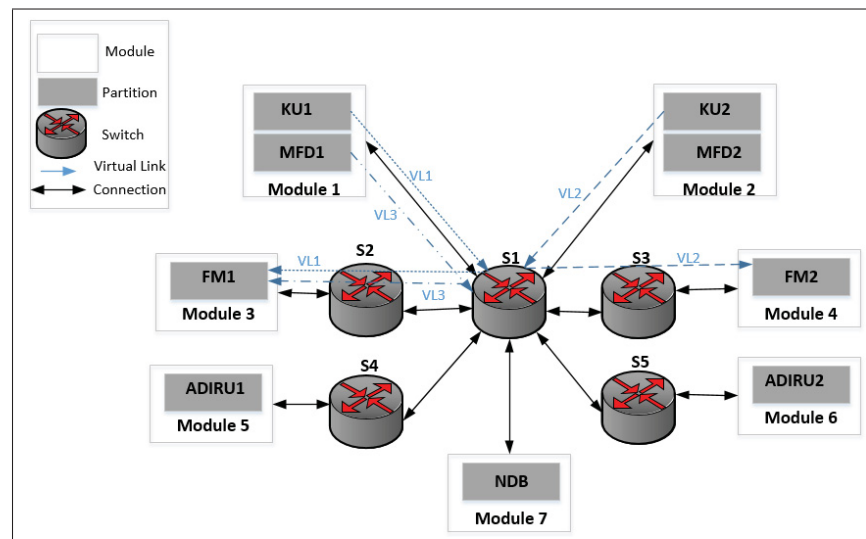 Module
Partition
Switch
Virtual Link
Connection
KU1
MFD1
Module 1
KU2
MFD2
Module 2
VL1
VL3
VL2
S2
S1
S3
VL1
VL2
FM1
VL3
Module 3
FM2
Module 4
S4
S5
ADIRU1
Module 5
ADIRU2
Module 6
NDB
Module 7